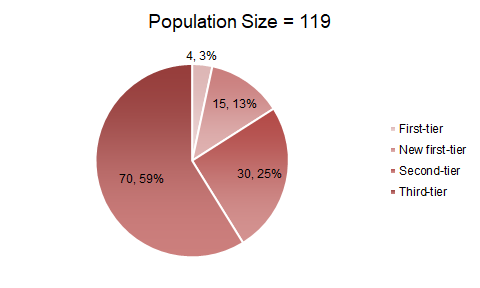 Population Size = 119
4, 3%
15, 13%
30, 25%
70, 59%
First-tier
New first-tier
Second-tier
Third-tier